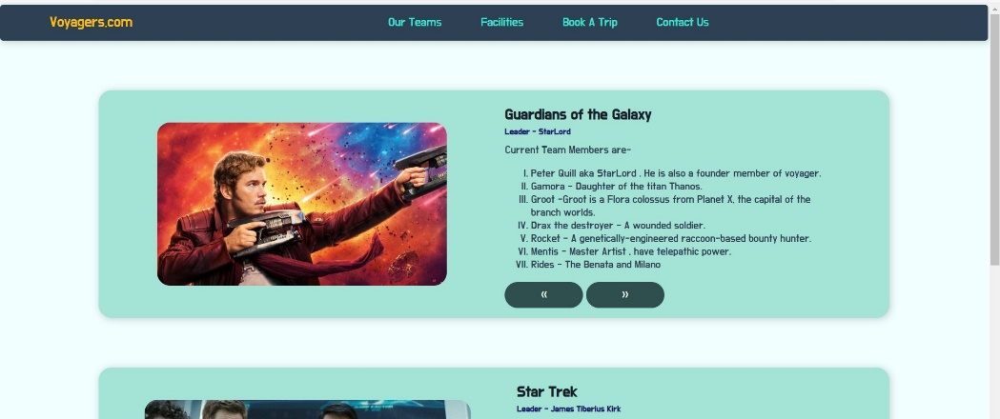 Voyagers.com
Our Teams Facilities Book A Trip Contact Us
Guardians of the Galaxy
Leader - StarLord
Current Team Members are-
I. Peter Quill aka StarLord . He is also a founder member of voyager.
II. Gamora - Daughter of the titan Thanos.
III. Groot -Groot is a Flora colossus from Planet X, the capital of the
branch worlds.
IV. Drax the destroyer - A wounded soldier.
V. Rocket - A genetically-engineered raccoon-based bounty hunter.
VI. Mentis - Master Artist , have telepathic power.
VII. Rides - The Benata and Milano
« »
Star Trek
Leader - James Tiberius Kirk